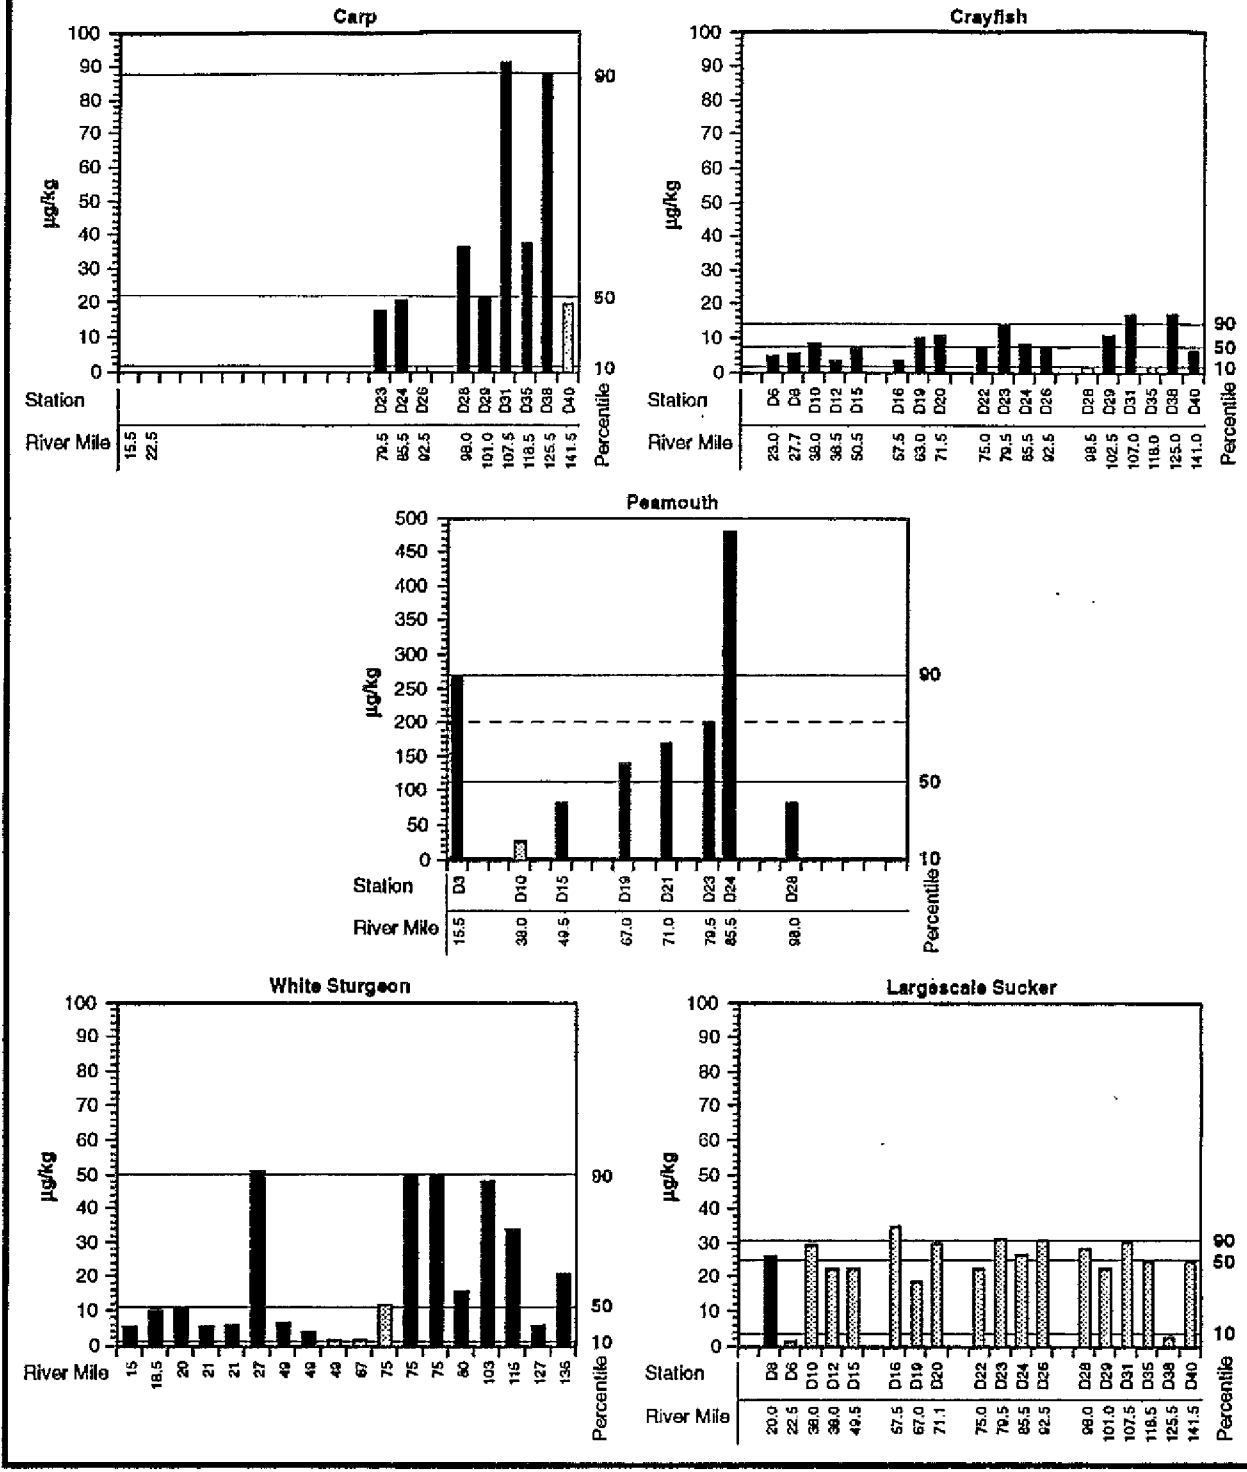 Carp
100
90
80
70
60
50
40
30
20
10
0
µg/kg
90
50
10
Percentile
Station D23 D24 D26 D28 D29 D31 D35 D38 D40
River Mile 15.5 22.5 79.5 85.5 92.5 98.0 101.0 107.5 118.5 125.5 141.5
Crayfish
100
90
80
70
60
50
40
30
20
10
0
µg/kg
90
50
10
Percentile
Station D6 D8 D10 D12 D15 D16 D19 D20 D22 D23 D24 D26 D28 D29 D31 D35 D38 D40
River Mile 23.0 27.7 38.0 36.5 50.5 57.5 63.0 71.5 75.0 79.5 85.5 92.5 98.5 102.5 107.0 118.0 125.0 141.0
Peamouth
500
450
400
350
300
250
200
150
100
50
0
µg/kg
90
50
10
Percentile
Station D3 D10 D15 D19 D21 D23 D24 D28
River Mile 15.5 38.0 49.5 67.0 71.0 79.5 85.5 98.0
White Sturgeon
100
90
80
70
60
50
40
30
20
10
0
µg/kg
90
50
10
Percentile
River Mile 15 18.5 20 21 21 27 49 49 49 67 75 75 75 80 103 115 127 136
Largescale Sucker
100
90
80
70
60
50
40
30
20
10
0
µg/kg
90
50
10
Percentile
Station D8 D6 D10 D12 D15 D16 D19 D20 D22 D23 D24 D26 D28 D29 D31 D35 D38 D40
River Mile 20.0 22.5 38.0 38.0 49.5 57.5 67.0 71.1 75.0 79.5 85.5 92.5 98.0 101.0 107.5 118.5 125.5 141.5